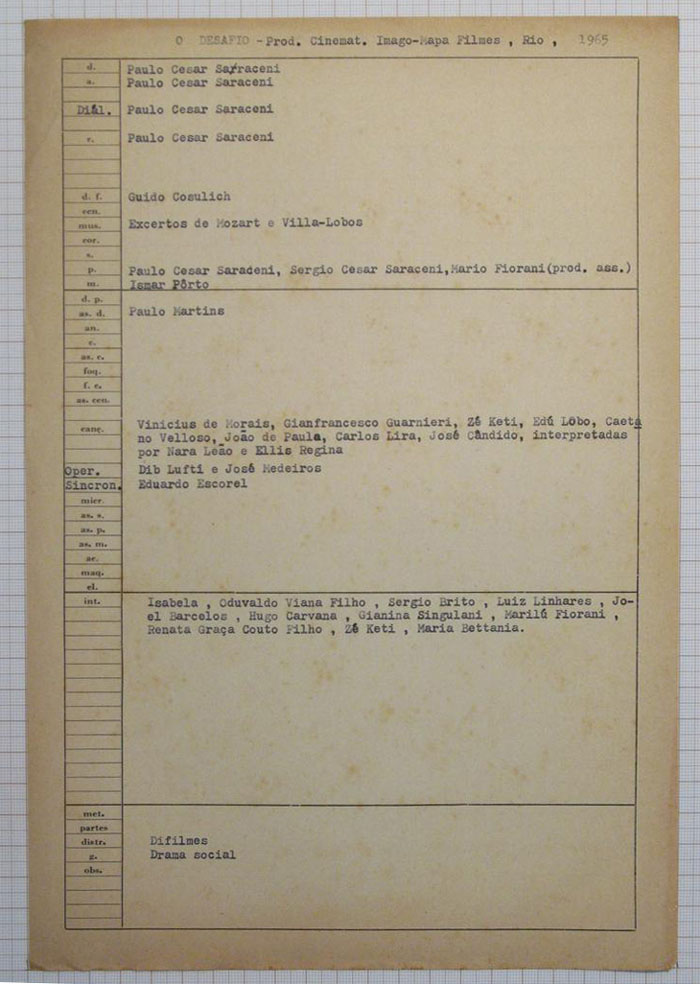 O DESAFIO - Prod. Cinemat. Imago-Mapa Filmes , Rio , 1965
d. Paulo Cesar Sarraceni
a. Paulo Cesar Saraceni
Diál. Paulo Cesar Saraceni
r. Paulo Cesar Saraceni
d. f. Guido Cosulich
cen.
mus. Excertos de Mozart e Villa-Lobos
cor.
s.
p. Paulo Cesar Saraceni, Sergio Cesar Saraceni,Mario Fiorani(prod. ass.)
m. Ismar Pôrto
d. p.
as. d. Paulo Martins
an.
c.
as. c.
foq.
f. c.
as. cen.
canç. Vinicius de Morais, Gianfrancesco Guarnieri, Zé Keti, Edú Lôbo, Caeta
no Velloso, João de Paula, Carlos Lira, José Cândido, interpretadas
por Nara Leão e Ellis Regina
Oper. Dib Lufti e José Medeiros
Sincron. Eduardo Escorel
micr.
as. s.
as. p.
as. m.
ac.
maq.
el.
int. Isabela , Oduvaldo Viana Filho , Sergio Brito , Luiz Linhares , Jo-
el Barcelos , Hugo Carvana , Gianina Singulani , Marilú Fiorani ,
Renata Graça Couto Filho , Zé Keti , Maria Bettania.
met.
partes
distr. Difilmes
g. Drama social
obs.